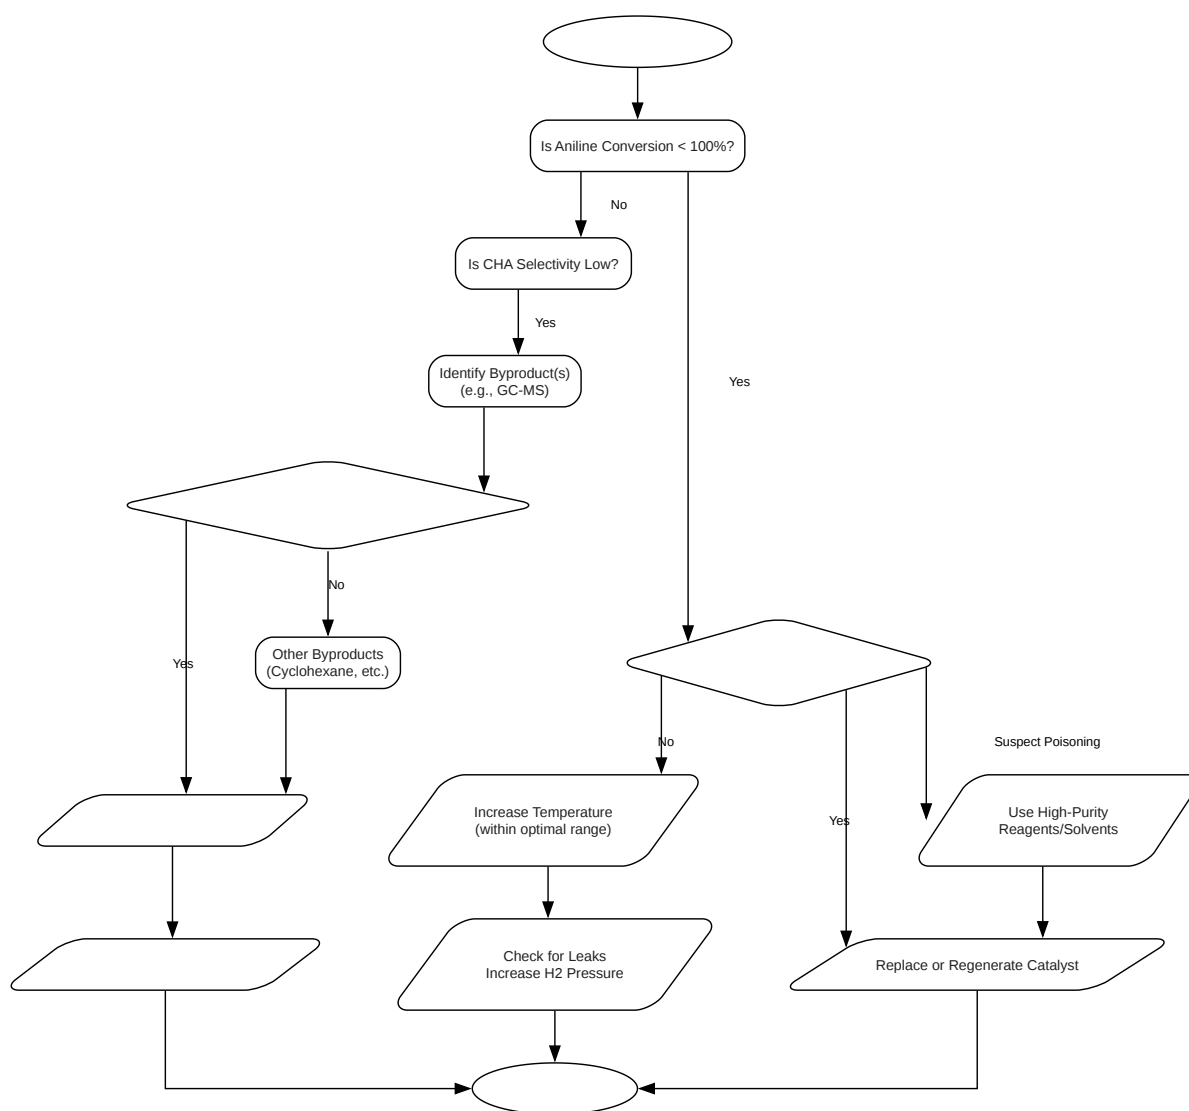 Is Aniline Conversion < 100%?
No
Is CHA Selectivity Low?
Yes
Identify Byproduct(s)
(e.g., GC-MS)
Yes
No
Other Byproducts
(Cyclohexane, etc.)
Yes
No
Suspect Poisoning
Increase Temperature
(within optimal range)
Yes
Use High-Purity
Reagents/Solvents
Check for Leaks
Increase H2 Pressure
Replace or Regenerate Catalyst